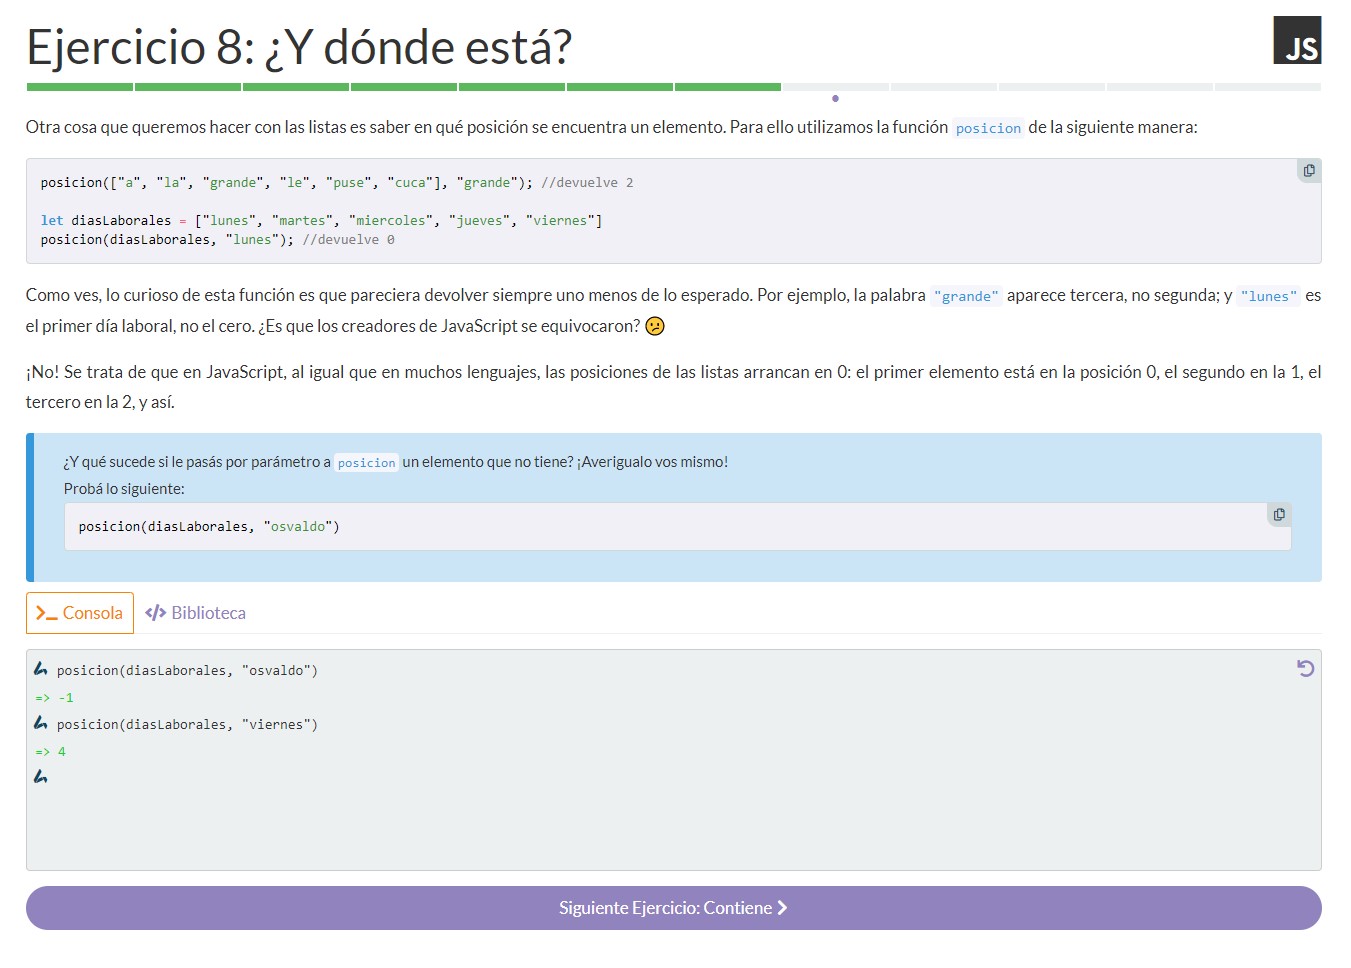 Ejercicio 8: ¿Y dónde está?
JS
Otra cosa que queremos hacer con las listas es saber en qué posición se encuentra un elemento. Para ello utilizamos la función posicion de la siguiente manera:
posicion(["a", "la", "grande", "le", "puse", "cuca"], "grande"); //devuelve 2
let diasLaborales = ["lunes", "martes", "miercoles", "jueves", "viernes"]
posicion(diasLaborales, "lunes"); //devuelve 0
Como ves, lo curioso de esta función es que pareciera devolver siempre uno menos de lo esperado. Por ejemplo, la palabra "grande" aparece tercera, no segunda; y "lunes" es
el primer día laboral, no el cero. ¿Es que los creadores de JavaScript se equivocaron? 😕
¡No! Se trata de que en JavaScript, al igual que en muchos lenguajes, las posiciones de las listas arrancan en 0: el primer elemento está en la posición 0, el segundo en la 1, el
tercero en la 2, y así.
¿Y qué sucede si le pasás por parámetro a posicion un elemento que no tiene? ¡Averigualo vos mismo!
Probá lo siguiente:
posicion(diasLaborales, "osvaldo")
>_ Consola </> Biblioteca
posicion(diasLaborales, "osvaldo")
=> -1
posicion(diasLaborales, "viernes")
=> 4
Siguiente Ejercicio: Contiene >